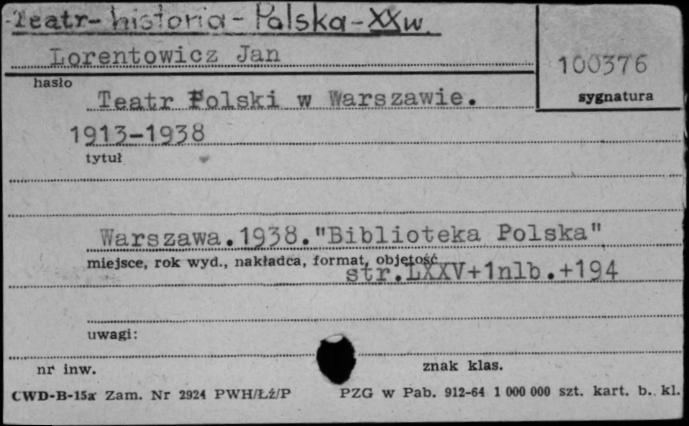 Teatr-historia-Polska-XXw.
Lorentowicz Jan
100376
hasło
sygnatura
Teatr Polski w Warszawie.
1913-1938
tytuł
Warszawa.1938."Biblioteka Polska"
miejsce, rok wyd., nakładca, format, objętość
str.LXXV+1nlb.+194
uwagi:
nr inw.
znak klas.
CWD-B-15a Zam. Nr 2924 PWH/Łź/P PZG w Pab. 912-64 1 000 000 szt. kart. b. kl.